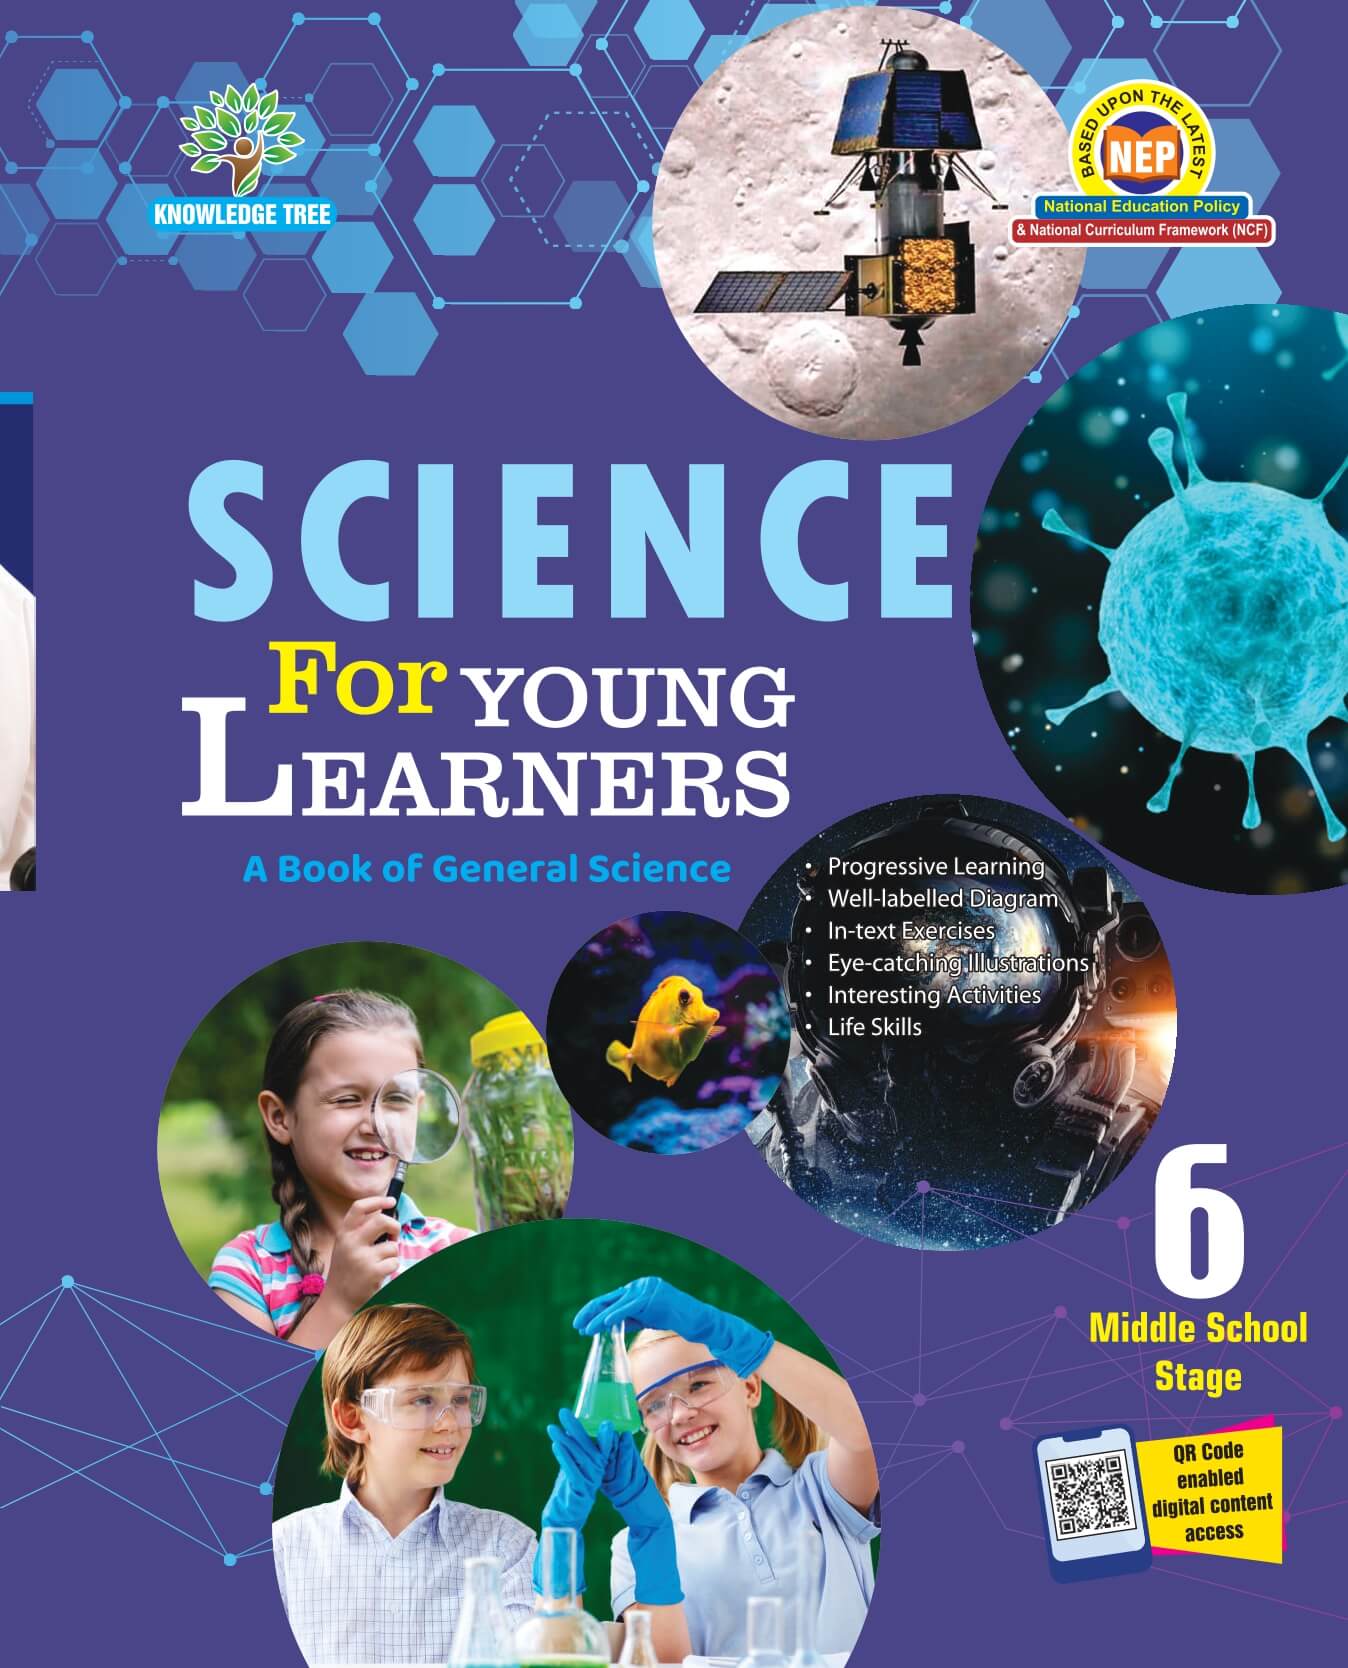 KNOWLEDGE TREE
BASED UPON THE LATEST
NEP
National Education Policy
& National Curriculum Framework (NCF)
SCIENCE
For YOUNG
LEARNERS
A Book of General Science
• Progressive Learning
• Well-labelled Diagram
• In-text Exercises
• Eye-catching Illustrations
• Interesting Activities
• Life Skills
6
Middle School
Stage
QR Code
enabled
digital content
access